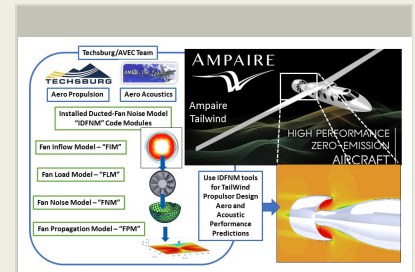 Techsburg/AVEC Team
TECHSBURG
Aero Propulsion
Aero Acoustics
Installed Ducted-Fan Noise Model
"IDFNM" Code Modules
Fan Inflow Model – "FIM"
Fan Load Model – "FLM"
Fan Noise Model – "FNM"
Fan Propagation Model – "FPM"
Use IDFNM tools
for TailWind
Propulsor Design
Aero and
Acoustic
Performance
Predictions
AMPAIRE
Ampaire
Tailwind
HIGH PERFORMANCE
ZERO-EMISSION
AIRCRAFT